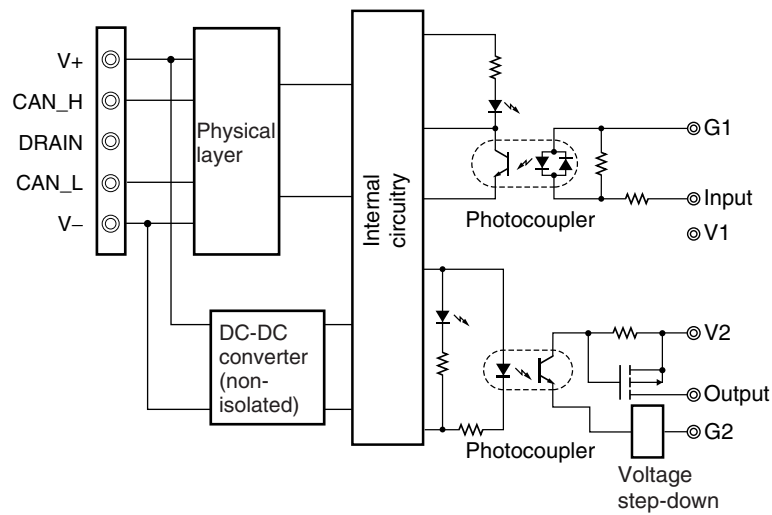 V+
CAN_H
DRAIN
CAN_L
V–
Physical
layer
DC-DC
converter
(non-
isolated)
Internal
circuitry
Photocoupler
G1
Input
V1
V2
Output
G2
Photocoupler
Voltage
step-down